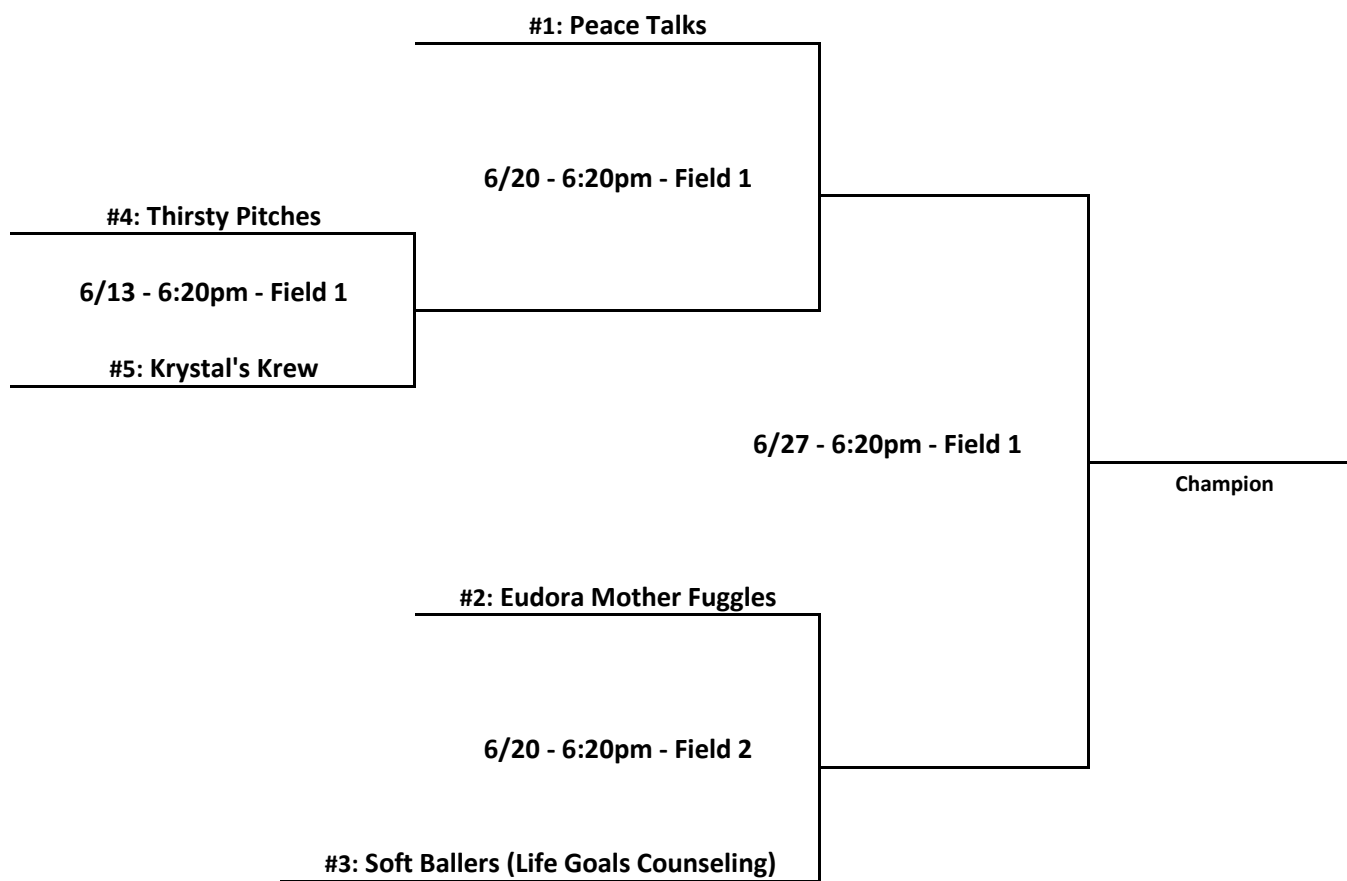 #1: Peace Talks
6/20 - 6:20pm - Field 1
#4: Thirsty Pitches
6/13 - 6:20pm - Field 1
#5: Krystal's Krew
6/27 - 6:20pm - Field 1
Champion
#2: Eudora Mother Fuggles
6/20 - 6:20pm - Field 2
#3: Soft Ballers (Life Goals Counseling)